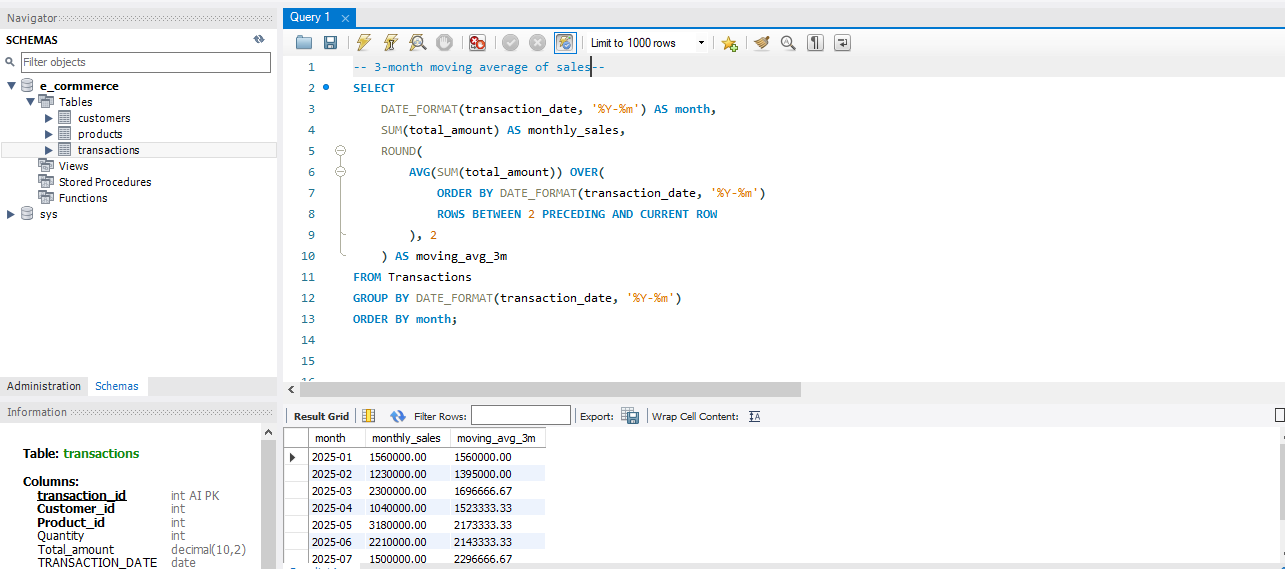 Navigator
SCHEMAS
Filter objects
e_cormmerce
Tables
customers
products
transactions
Views
Stored Procedures
Functions
sys
Administration Schemas
Information
Table: transactions
Columns:
transaction_id int AI PK
Customer_id int
Product_id int
Quantity int
Total_amount decimal(10,2)
TRANSACTION_DATE date
Query 1
Limit to 1000 rows
1 -- 3-month moving average of sales--
2 SELECT
3 DATE_FORMAT(transaction_date, '%Y-%m') AS month,
4 SUM(total_amount) AS monthly_sales,
5 ROUND(
6 AVG(SUM(total_amount)) OVER(
7 ORDER BY DATE_FORMAT(transaction_date, '%Y-%m')
8 ROWS BETWEEN 2 PRECEDING AND CURRENT ROW
9 ), 2
10 ) AS moving_avg_3m
11 FROM Transactions
12 GROUP BY DATE_FORMAT(transaction_date, '%Y-%m')
13 ORDER BY month;
14
15
Result Grid Filter Rows: Export: Wrap Cell Content:
month monthly_sales moving_avg_3m
2025-01 1560000.00 1560000.00
2025-02 1230000.00 1395000.00
2025-03 2300000.00 1696666.67
2025-04 1040000.00 1523333.33
2025-05 3180000.00 2173333.33
2025-06 2210000.00 2143333.33
2025-07 1500000.00 2296666.67